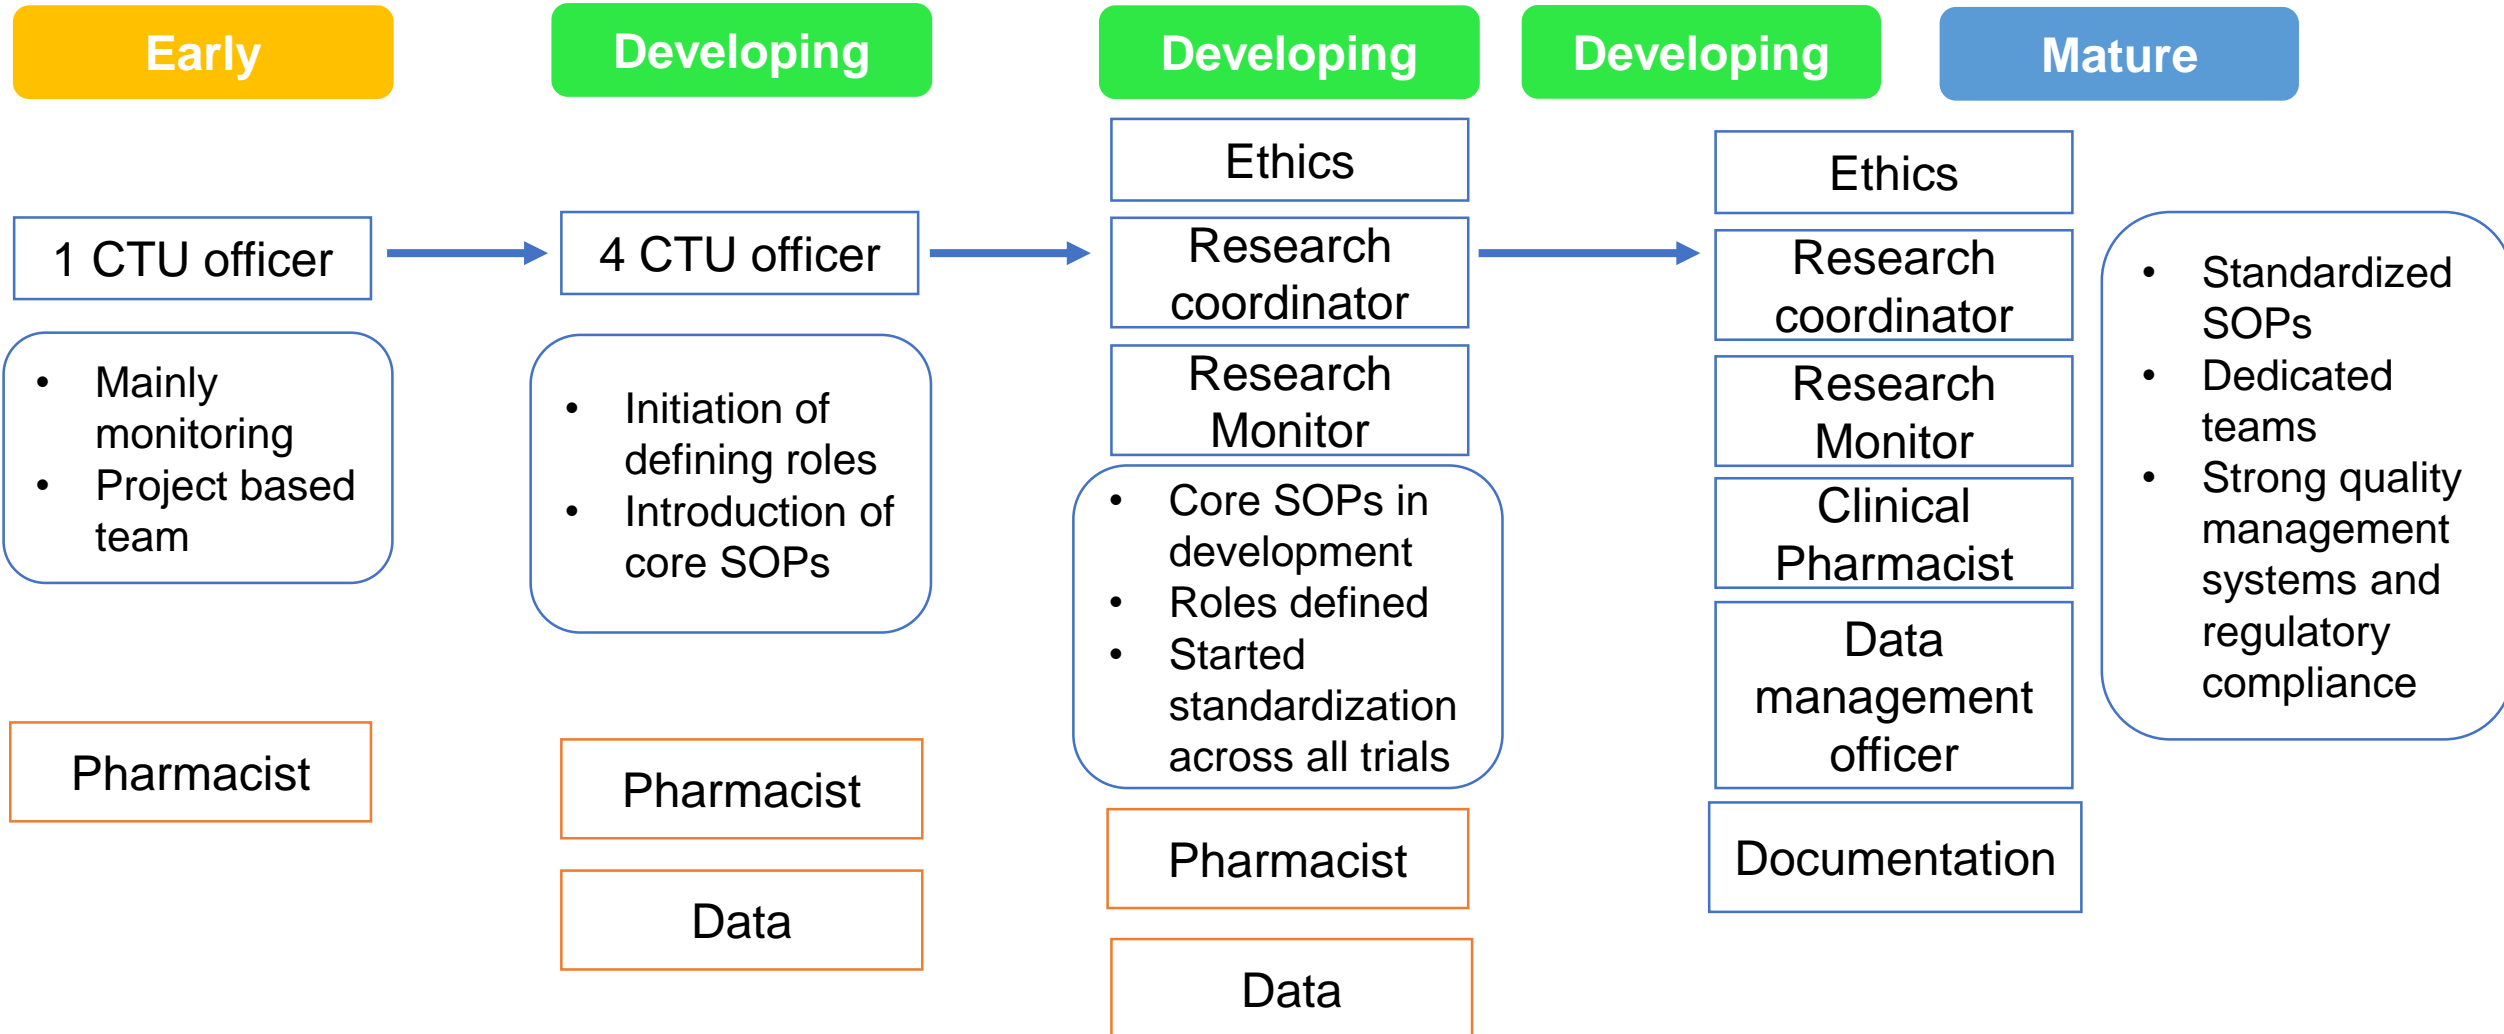 Early
Developing
Developing
Developing
Mature
1 CTU officer
• Mainly
monitoring
• Project based
team
Pharmacist
4 CTU officer
• Initiation of
defining roles
• Introduction of
core SOPs
Pharmacist
Data
Ethics
Research
coordinator
Research
Monitor
• Core SOPs in
development
• Roles defined
• Started
standardization
across all trials
Pharmacist
Data
Ethics
Research
coordinator
Research
Monitor
Clinical
Pharmacist
Data
management
officer
Documentation
• Standardized
SOPs
• Dedicated
teams
• Strong quality
management
systems and
regulatory
compliance